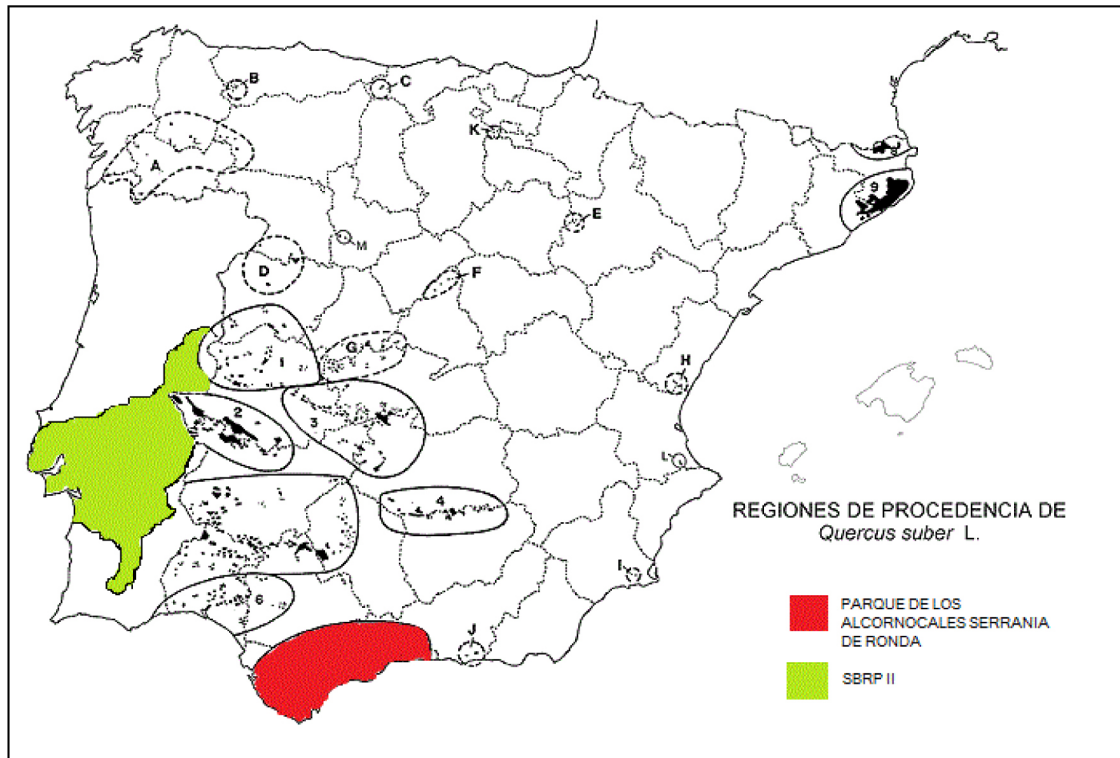 B
C
K
A
8
9
E
M
D
F
G
1
H
2
3
L
4
REGIONES DE PROCEDENCIA DE
Quercus suber L.
I
6
PARQUE DE LOS
ALCORNOCALES SERRANIA
DE RONDA
J
SBRP II